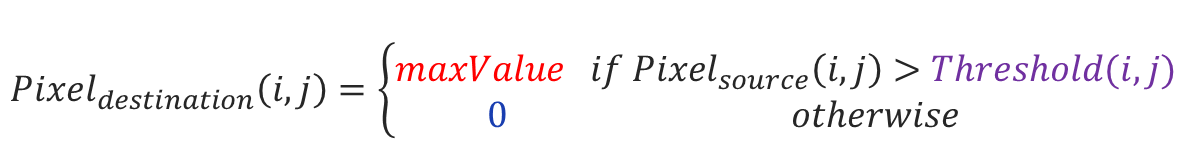 Pixel_destination(i,j) = { maxValue if Pixel_source(i,j) > Threshold(i,j)
0 otherwise